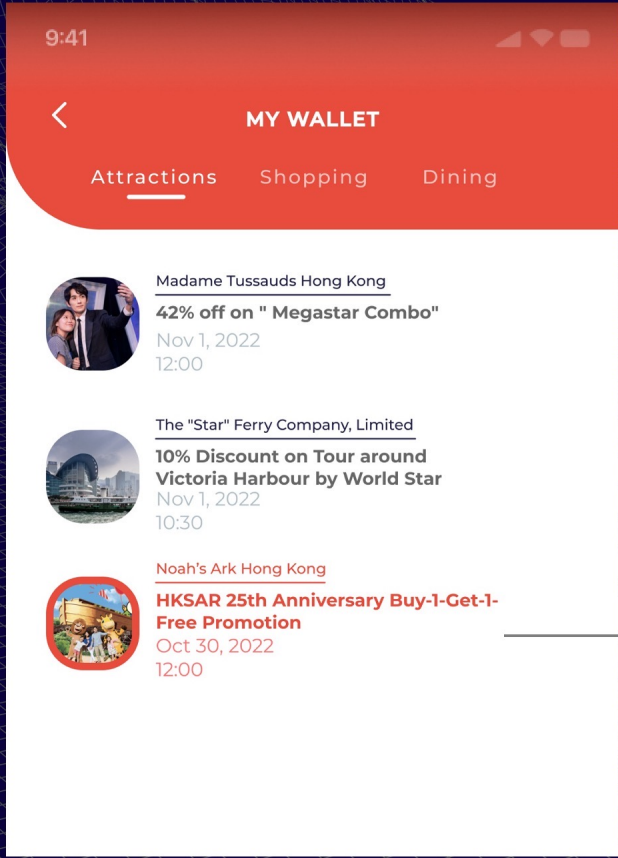 9:41
MY WALLET
Attractions Shopping Dining
Madame Tussauds Hong Kong
42% off on " Megastar Combo"
Nov 1, 2022
12:00
The "Star" Ferry Company, Limited
10% Discount on Tour around
Victoria Harbour by World Star
Nov 1, 2022
10:30
Noah’s Ark Hong Kong
HKSAR 25th Anniversary Buy-1-Get-1-
Free Promotion
Oct 30, 2022
12:00